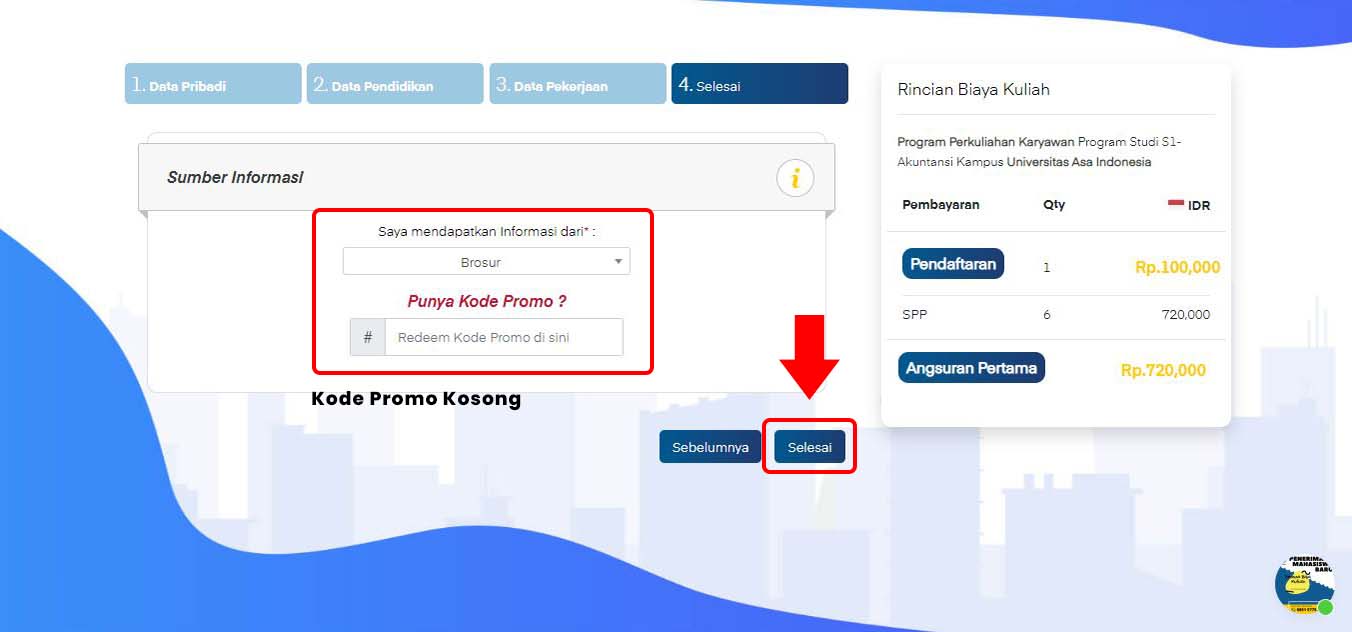 1. Data Pribadi
2. Data Pendidikan
3. Data Pekerjaan
4. Selesai
Sumber Informasi
i
Saya mendapatkan Informasi dari* :
Brosur
Punya Kode Promo ?
# Redeem Kode Promo di sini
Kode Promo Kosong
Sebelumnya
Selesai
Rincian Biaya Kuliah
Program Perkuliahan Karyawan Program Studi S1-
Akuntansi Kampus Universitas Asa Indonesia
Pembayaran Qty IDR
Pendaftaran 1 Rp.100,000
SPP 6 720,000
Angsuran Pertama Rp.720,000
MAHASISW
BARU